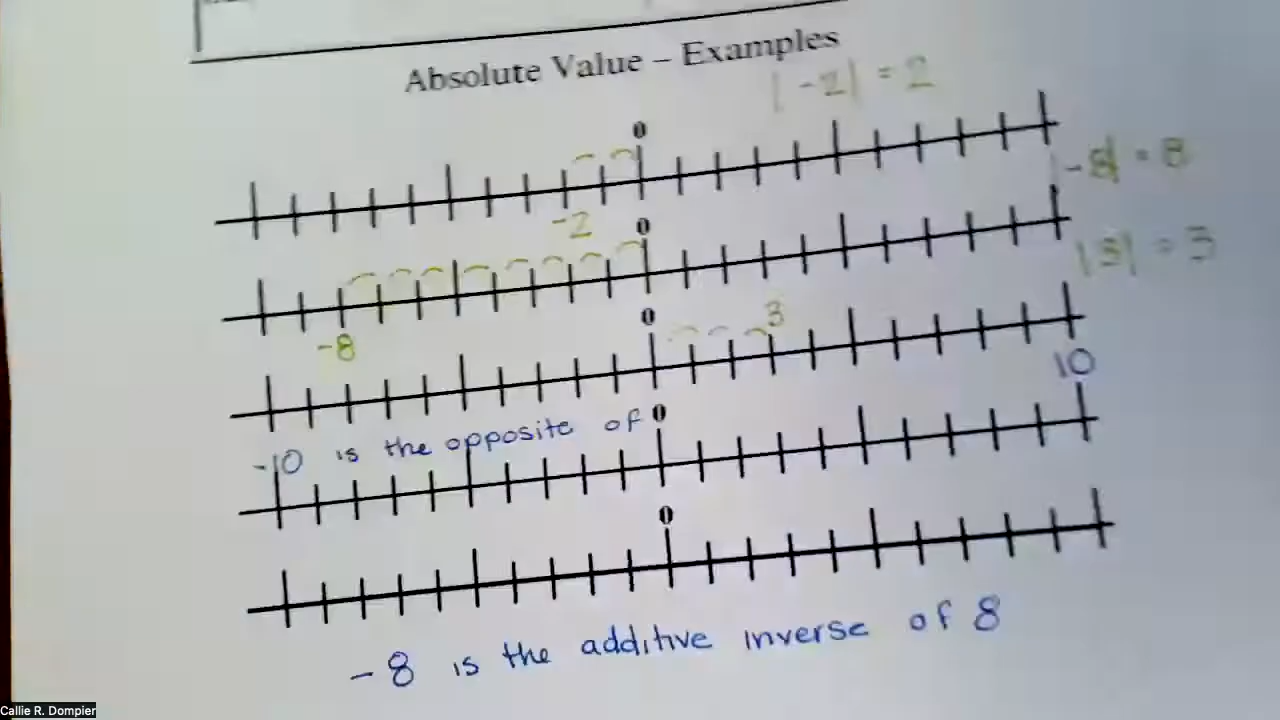 Absolute Value – Examples
|-2| = 2
0
|-8| = 8
-2
0
|3| = 3
-8
0
3
10
-10 is the opposite of
0
0
-8 is the additive inverse of 8
Callie R. Dompier